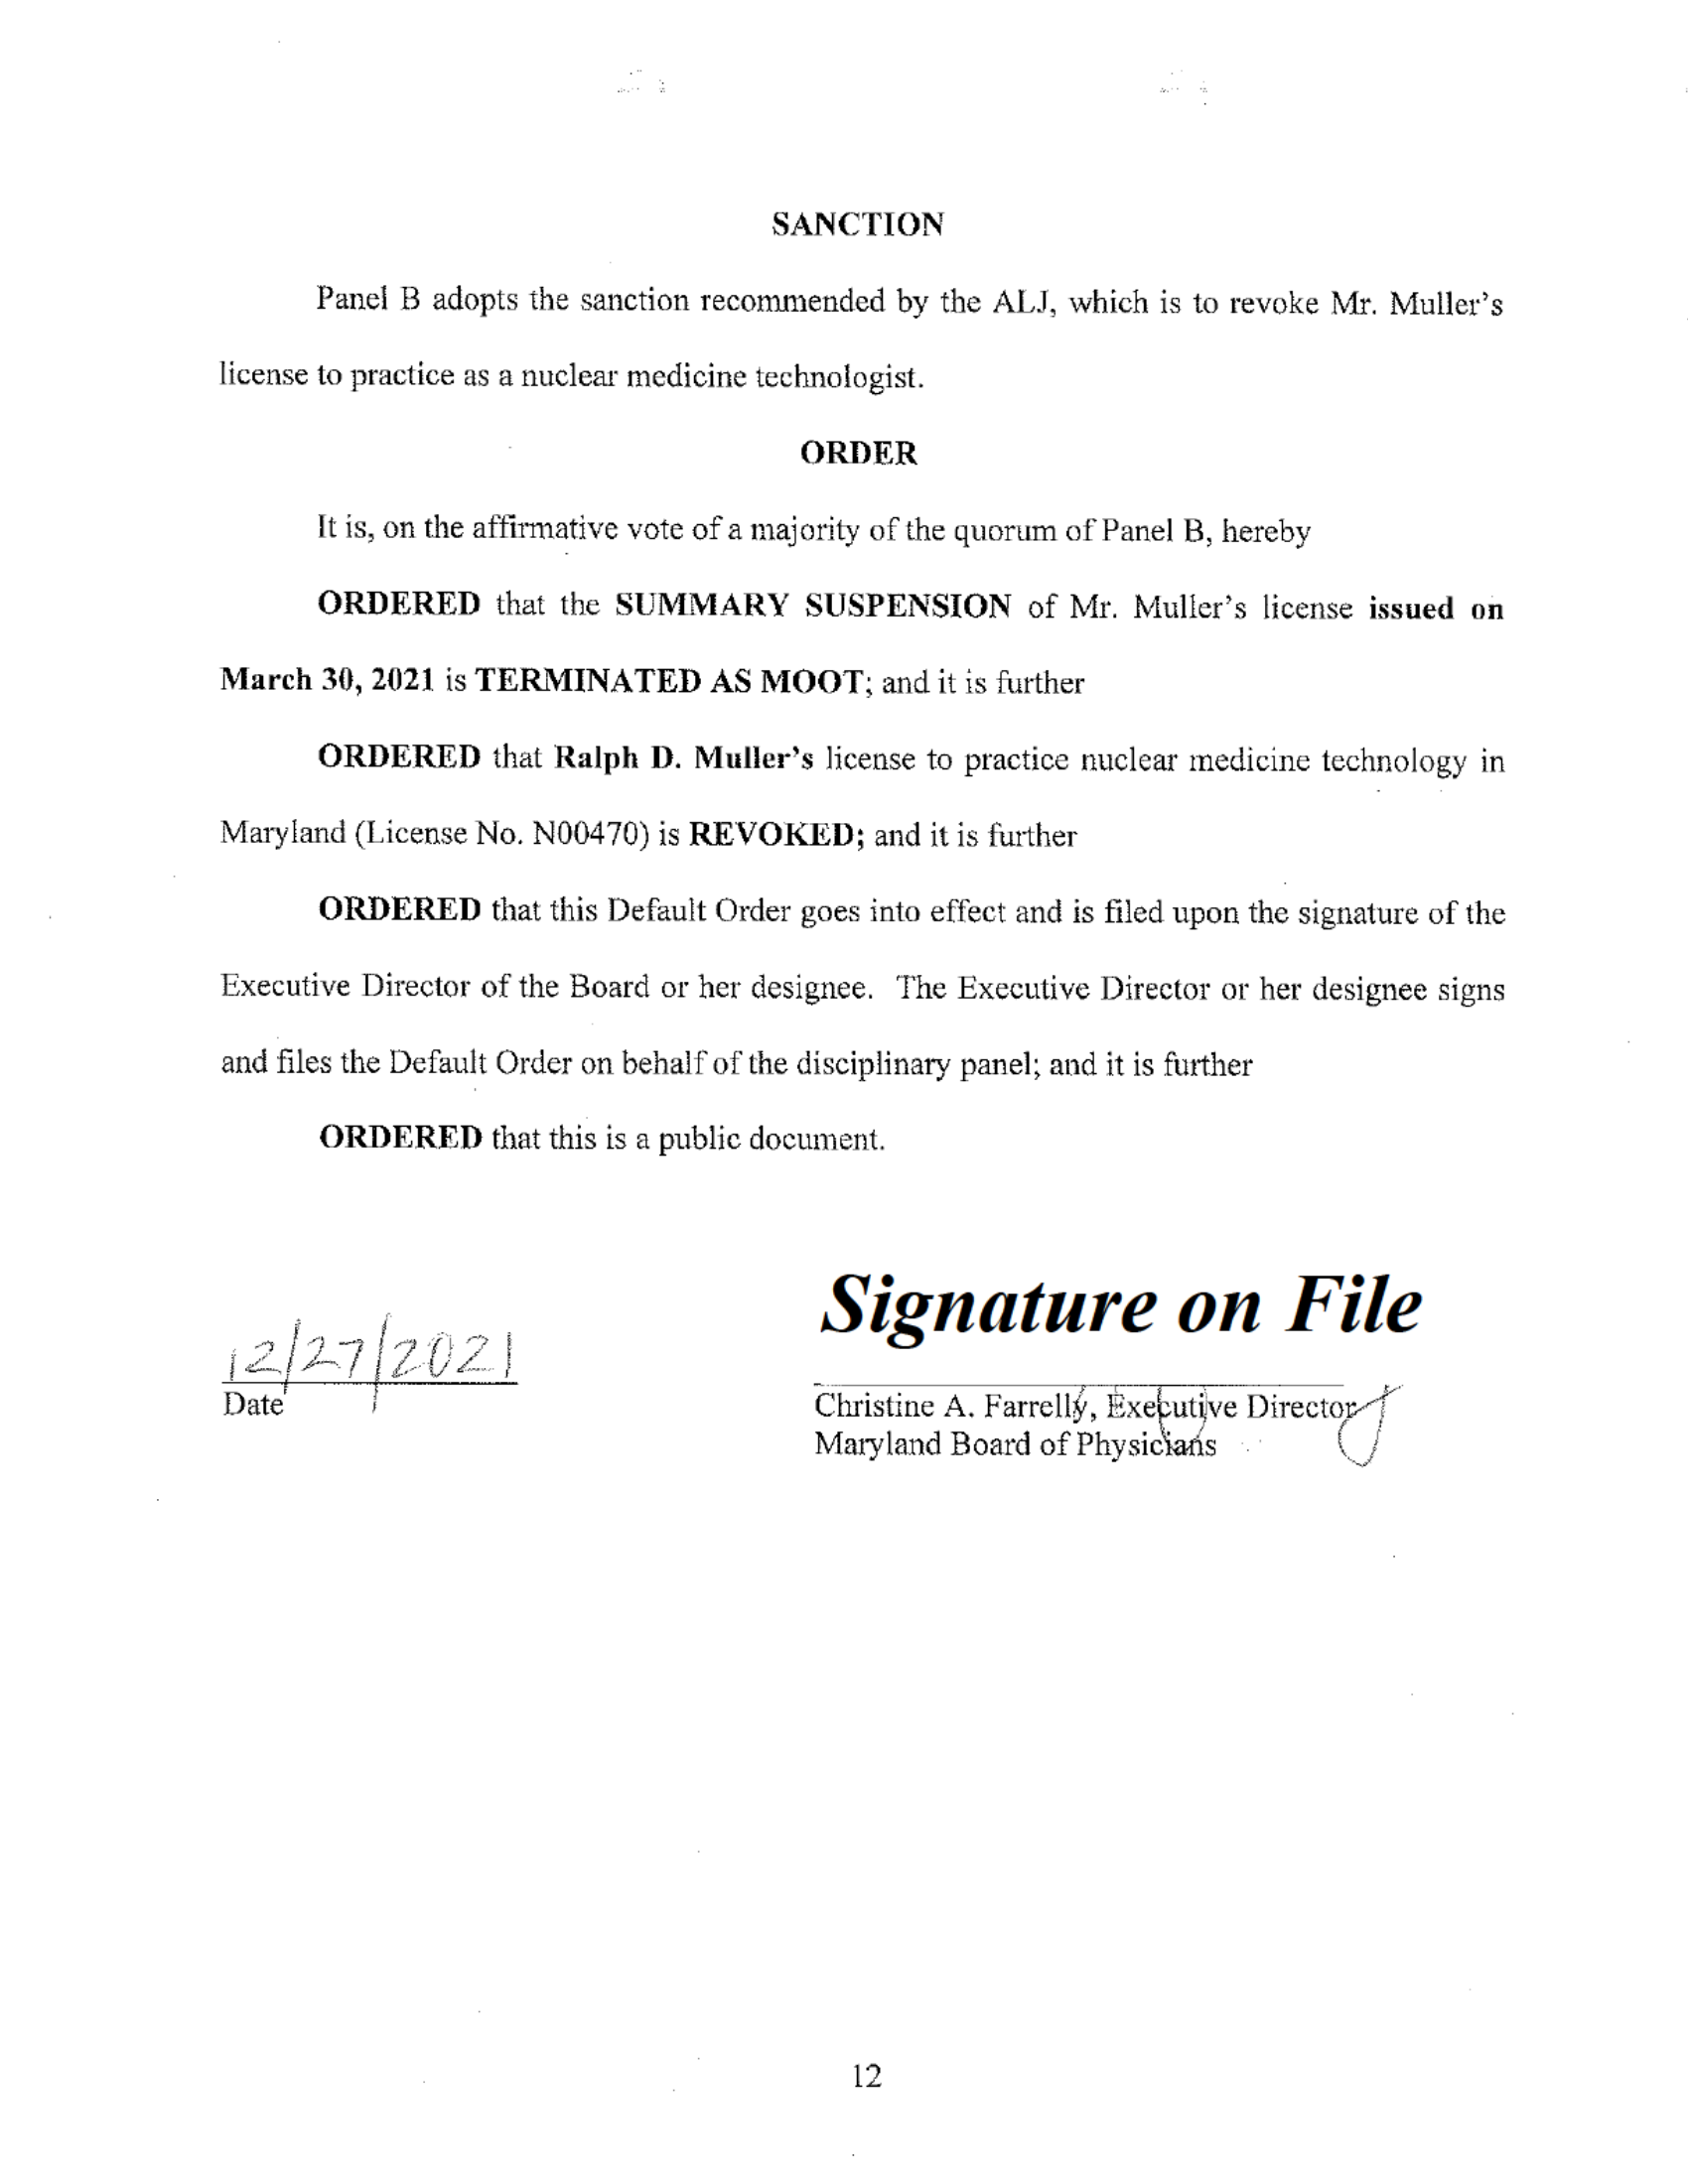 SANCTION
Panel B adopts the sanction recommended by the ALJ, which is to revoke Mr. Muller's
license to practice as a nuclear medicine technologist.
ORDER
It is, on the affirmative vote of a majority of the quorum of Panel B, hereby
ORDERED that the SUMMARY SUSPENSION of Mr. Muller's license issued on
March 30, 2021 is TERMINATED AS MOOT; and it is further
ORDERED that Ralph D. Muller's license to practice nuclear medicine technology in
Maryland (License No. N00470) is REVOKED; and it is further
ORDERED that this Default Order goes into effect and is filed upon the signature of the
Executive Director of the Board or her designee. The Executive Director or her designee signs
and files the Default Order on behalf of the disciplinary panel; and it is further
ORDERED that this is a public document.
Signature on File
12/27/2021
Date
Christine A. Farrelly, Executive Director
Maryland Board of Physicians
12